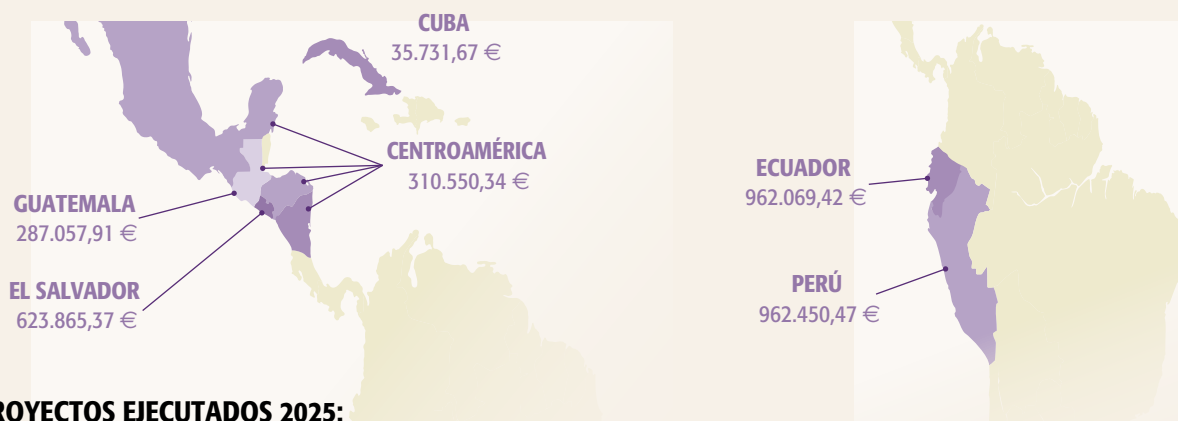 CUBA
35.731,67 €
CENTROAMÉRICA
310.550,34 €
GUATEMALA
287.057,91 €
EL SALVADOR
623.865,37 €
ECUADOR
962.069,42 €
PERÚ
962.450,47 €
ROYECTOS EJECUTADOS 2025: